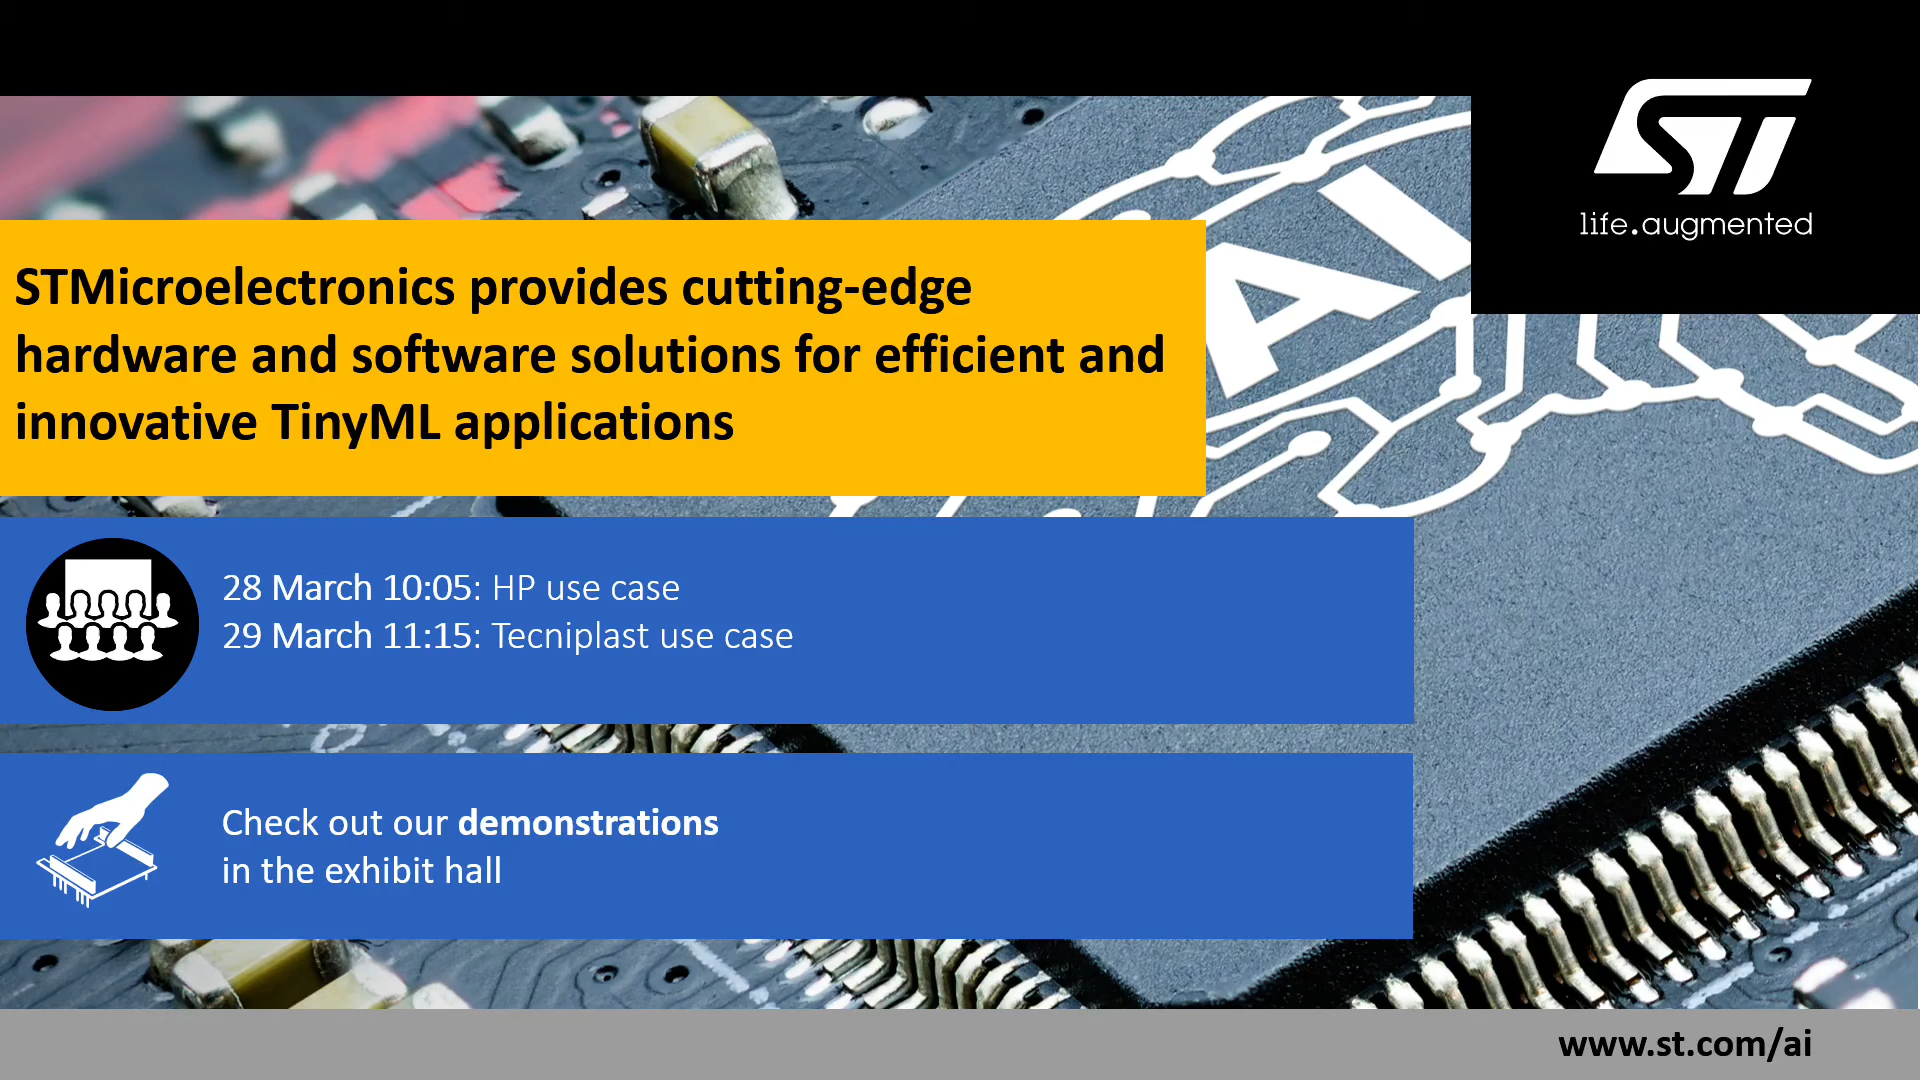 ST
life.augmented
AI
STMicroelectronics provides cutting-edge
hardware and software solutions for efficient and
innovative TinyML applications
28 March 10:05: HP use case
29 March 11:15: Tecniplast use case
Check out our demonstrations
in the exhibit hall
www.st.com/ai